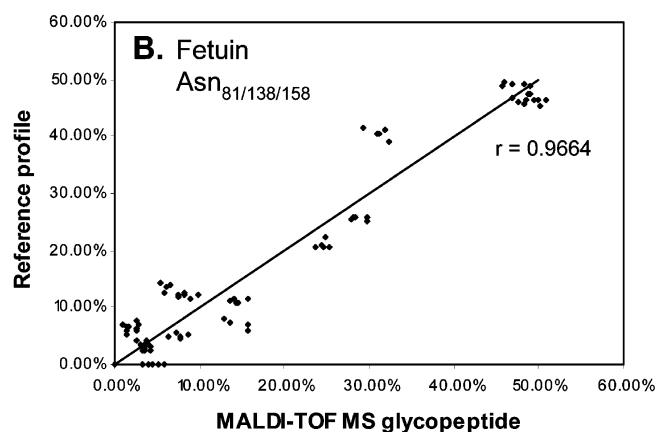 B. Fetuin
Asn81/138/158
r = 0.9664
Reference profile
60.00%
50.00%
40.00%
30.00%
20.00%
10.00%
0.00%
0.00% 10.00% 20.00% 30.00% 40.00% 50.00% 60.00%
MALDI-TOF MS glycopeptide